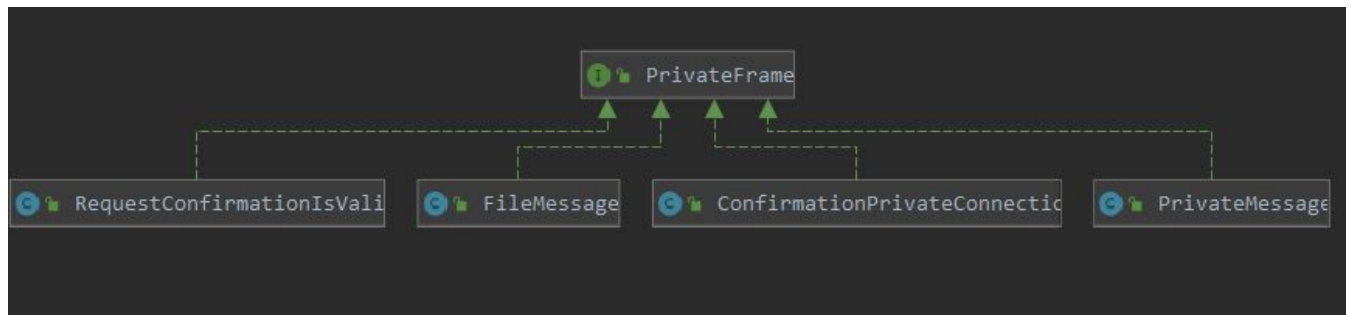 PrivateFrame
RequestConfirmationIsVali
FileMessage
ConfirmationPrivateConnectic
PrivateMessage